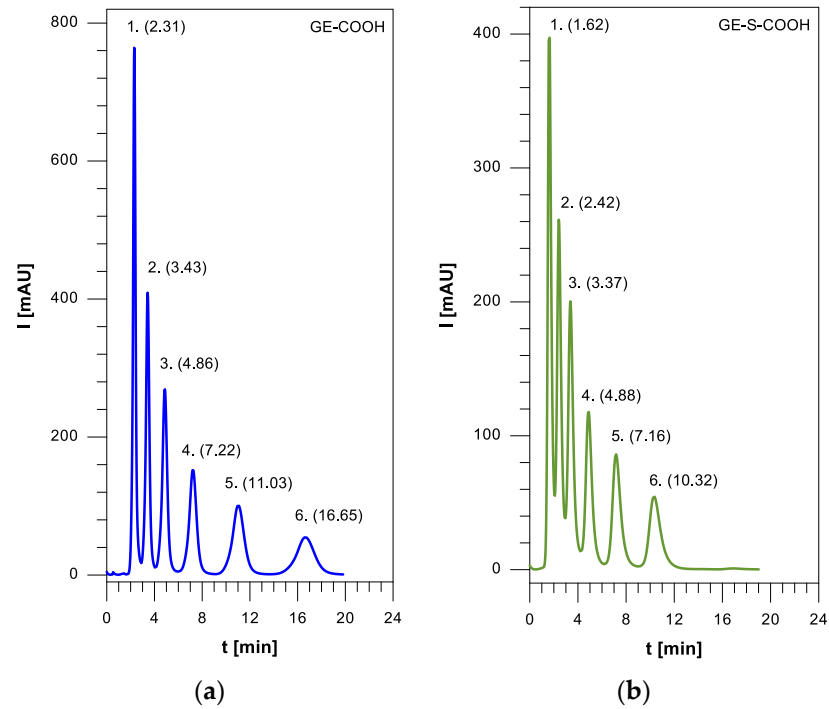 GE-COOH
1. (2.31)
2. (3.43)
3. (4.86)
4. (7.22)
5. (11.03)
6. (16.65)
800
600
400
200
0
I [mAU]
0 4 8 12 16 20 24
t [min]
(a)
GE-S-COOH
1. (1.62)
2. (2.42)
3. (3.37)
4. (4.88)
5. (7.16)
6. (10.32)
400
300
200
100
0
I [mAU]
0 4 8 12 16 20 24
t [min]
(b)